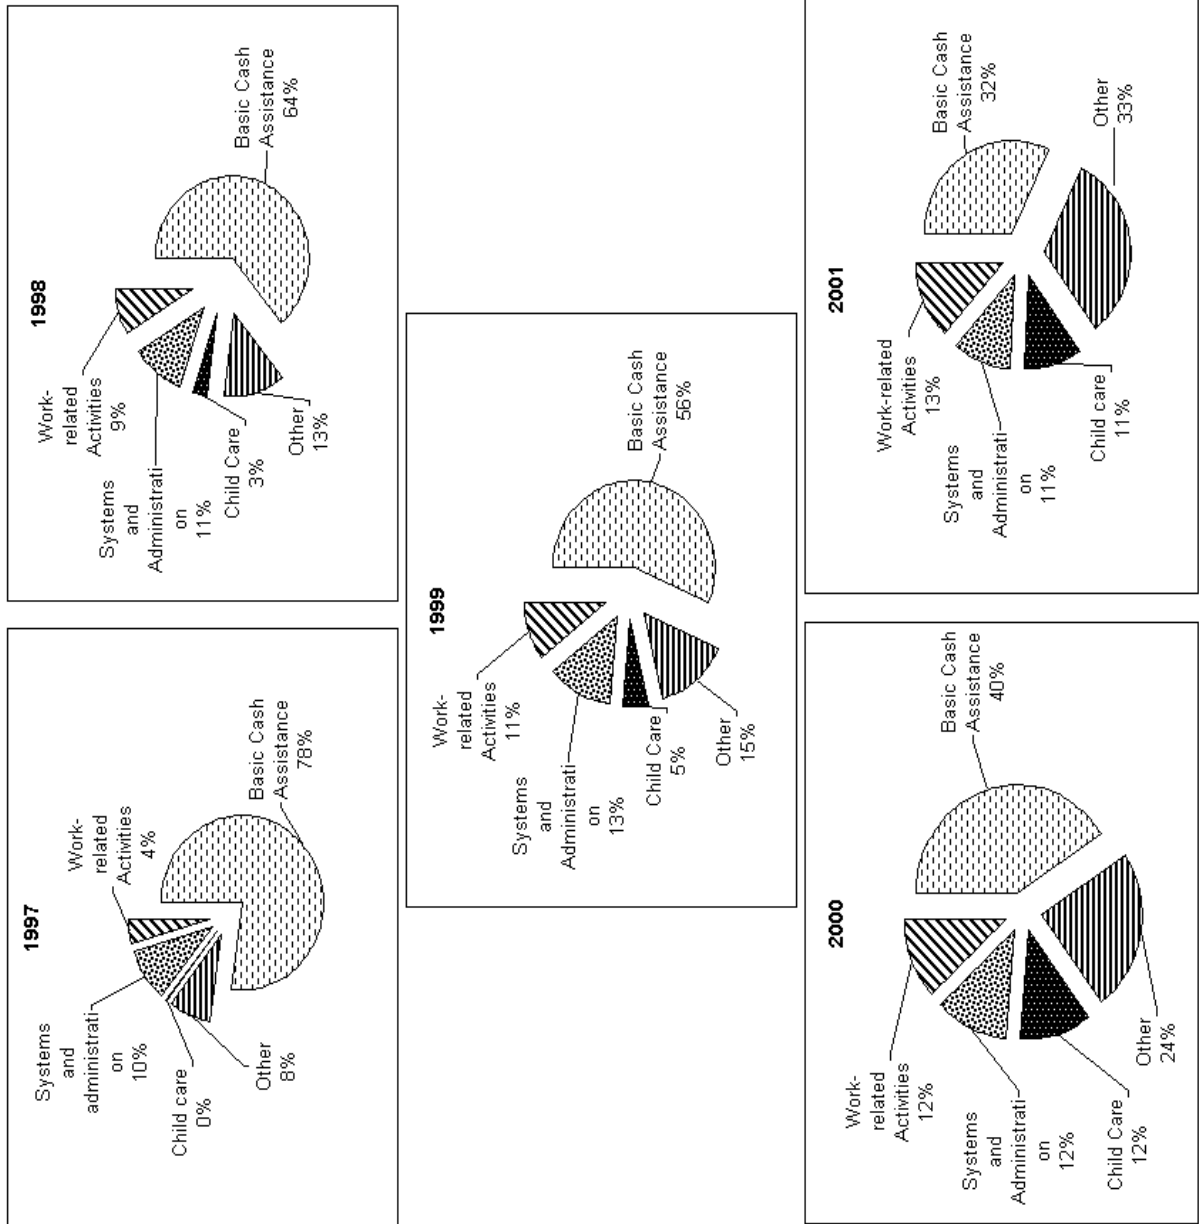 1997
Work-
related
Activities
4%
Systems
and
administrati
on
10%
Child care
0%
Other
8%
Basic Cash
Assistance
78%
1998
Work-
related
Activities
9%
Systems
and
Administrati
on
11%
Child Care
3%
Other
13%
Basic Cash
Assistance
64%
1999
Work-
related
Activities
11%
Systems
and
Administrati
on
13%
Child Care
5%
Other
15%
Basic Cash
Assistance
56%
2000
Work-
related
Activities
12%
Systems
and
Administrati
on
12%
Child Care
12%
Other
24%
Basic Cash
Assistance
40%
2001
Work-related
Activities
13%
Systems
and
Administrati
on
11%
Child care
11%
Other
33%
Basic Cash
Assistance
32%